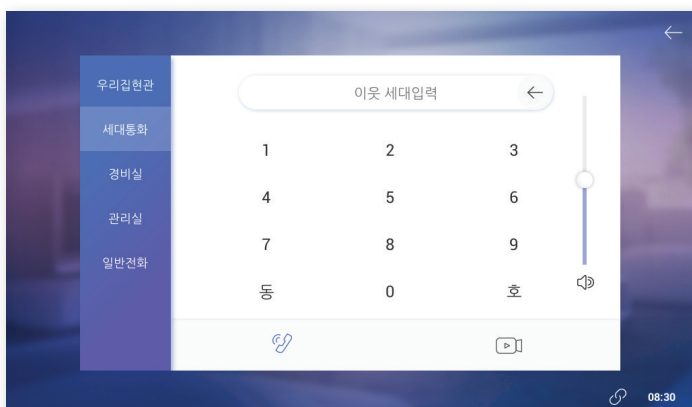 우리집현관
세대통화
경비실
관리실
일반전화
이웃 세대입력
1 2 3
4 5 6
7 8 9
동 0 호
08:30